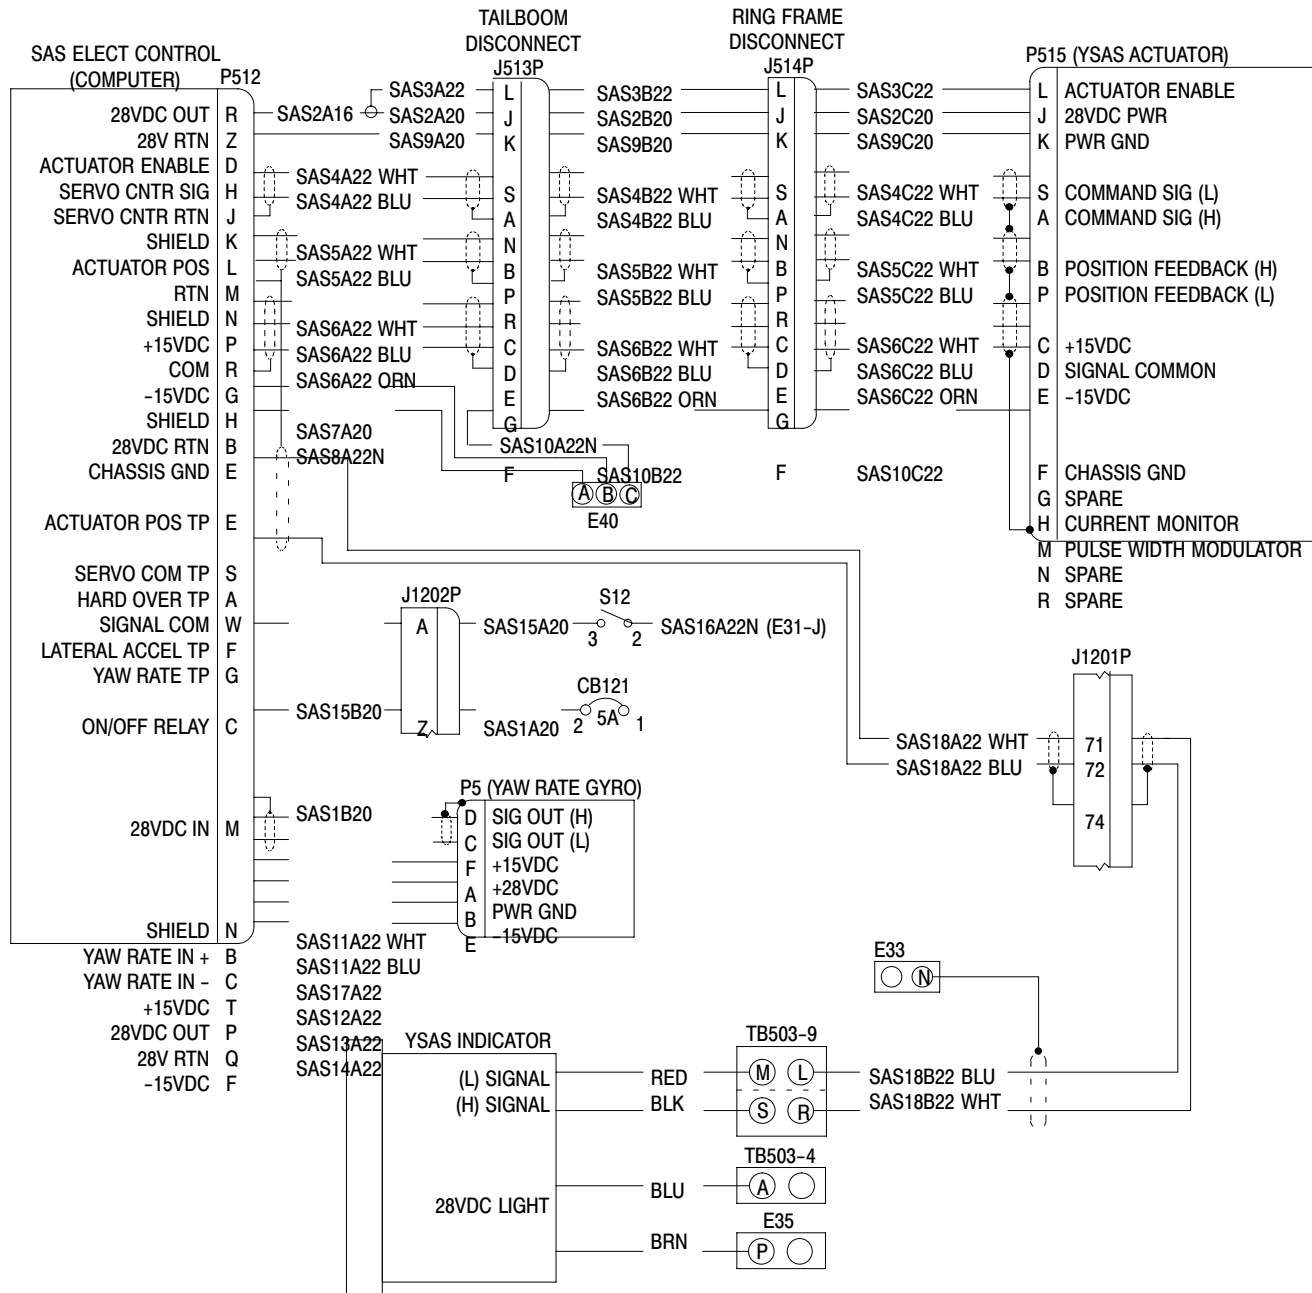 TAILBOOM
DISCONNECT
J513P
RING FRAME
DISCONNECT
J514P
SAS ELECT CONTROL
(COMPUTER)
P512
P515 (YSAS ACTUATOR)
28VDC OUT R
28V RTN Z
ACTUATOR ENABLE D
SERVO CNTR SIG H
SERVO CNTR RTN J
SHIELD K
ACTUATOR POS L
RTN M
SHIELD N
+15VDC P
COM R
-15VDC G
SHIELD H
28VDC RTN B
CHASSIS GND E
ACTUATOR POS TP E
SERVO COM TP S
HARD OVER TP A
SIGNAL COM W
LATERAL ACCEL TP F
YAW RATE TP G
ON/OFF RELAY C
28VDC IN M
SHIELD N
YAW RATE IN + B
YAW RATE IN - C
+15VDC T
28VDC OUT P
28V RTN Q
-15VDC F
SAS2A16
SAS3A22
SAS2A20
SAS9A20
SAS4A22 WHT
SAS4A22 BLU
SAS5A22 WHT
SAS5A22 BLU
SAS6A22 WHT
SAS6A22 BLU
SAS6A22 ORN
SAS7A20
SAS8A22N
L
J
K
S
A
N
B
P
R
C
D
E
G
F
SAS3B22
SAS2B20
SAS9B20
SAS4B22 WHT
SAS4B22 BLU
SAS5B22 WHT
SAS5B22 BLU
SAS6B22 WHT
SAS6B22 BLU
SAS6B22 ORN
SAS10A22N
SAS10B22
A B C
E40
L
J
K
S
A
N
B
P
R
C
D
E
G
F
SAS3C22
SAS2C20
SAS9C20
SAS4C22 WHT
SAS4C22 BLU
SAS5C22 WHT
SAS5C22 BLU
SAS6C22 WHT
SAS6C22 BLU
SAS6C22 ORN
SAS10C22
L ACTUATOR ENABLE
J 28VDC PWR
K PWR GND
S COMMAND SIG (L)
A COMMAND SIG (H)
B POSITION FEEDBACK (H)
P POSITION FEEDBACK (L)
C +15VDC
D SIGNAL COMMON
E -15VDC
F CHASSIS GND
G SPARE
H CURRENT MONITOR
M PULSE WIDTH MODULATOR
N SPARE
R SPARE
J1202P
A
Z
SAS15A20
S12
3 2
SAS16A22N (E31-J)
SAS15B20
SAS1A20
CB121
2 5A 1
J1201P
71
72
74
SAS18A22 WHT
SAS18A22 BLU
SAS1B20
P5 (YAW RATE GYRO)
D SIG OUT (H)
C SIG OUT (L)
F +15VDC
A +28VDC
B PWR GND
E -15VDC
SAS11A22 WHT
SAS11A22 BLU
SAS17A22
SAS12A22
SAS13A22
SAS14A22
E33
N
YSAS INDICATOR
(L) SIGNAL
(H) SIGNAL
28VDC LIGHT
RED
BLK
BLU
BRN
TB503-9
M L
S R
SAS18B22 BLU
SAS18B22 WHT
TB503-4
A
E35
P